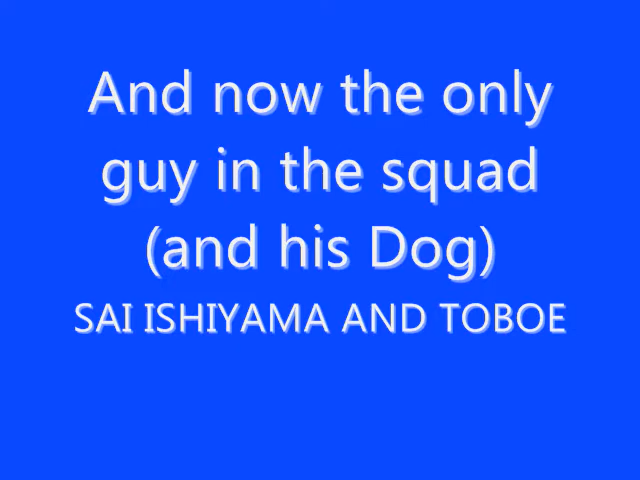 And now the only
guy in the squad
(and his Dog)
SAI ISHIYAMA AND TOBOE